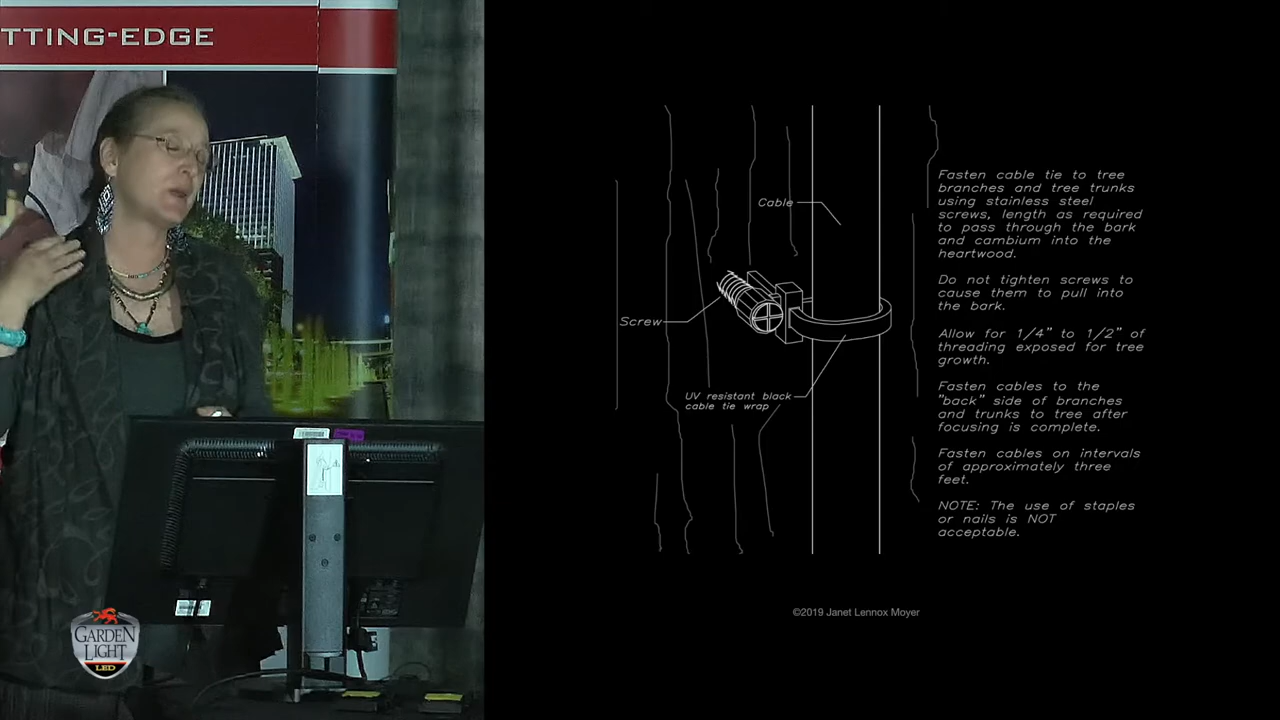 TTING-EDGE
Cable
Screw
UV resistant black
cable tie wrap
Fasten cable tie to tree
branches and tree trunks
using stainless steel
screws, length as required
to pass through the bark
and cambium into the
heartwood.
Do not tighten screws to
cause them to pull into
the bark.
Allow for 1/4" to 1/2" of
threading exposed for tree
growth.
Fasten cables to the
"back" side of branches
and trunks to tree after
focusing is complete.
Fasten cables on intervals
of approximately three
feet.
NOTE: The use of staples
or nails is NOT
acceptable.
©2019 Janet Lennox Moyer
GARDEN
LIGHT
LED